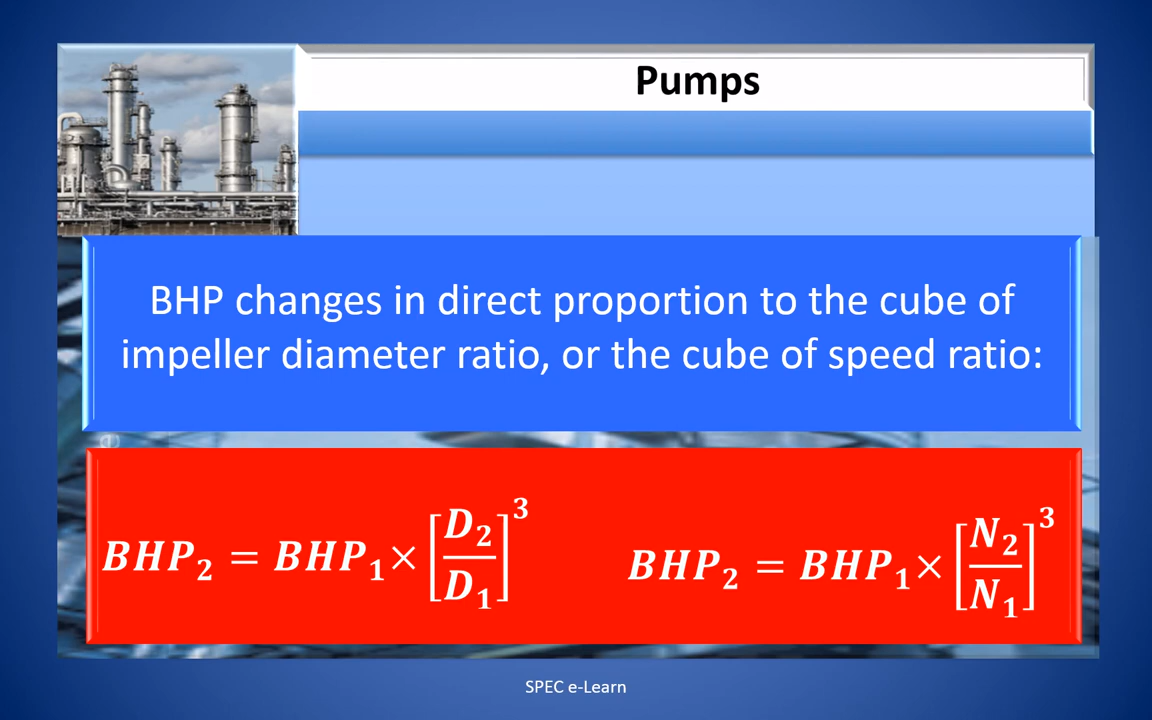 Pumps
BHP changes in direct proportion to the cube of
impeller diameter ratio, or the cube of speed ratio:
BHP₂ = BHP₁ × [D₂/D₁]³
BHP₂ = BHP₁ × [N₂/N₁]³
SPEC e-Learn